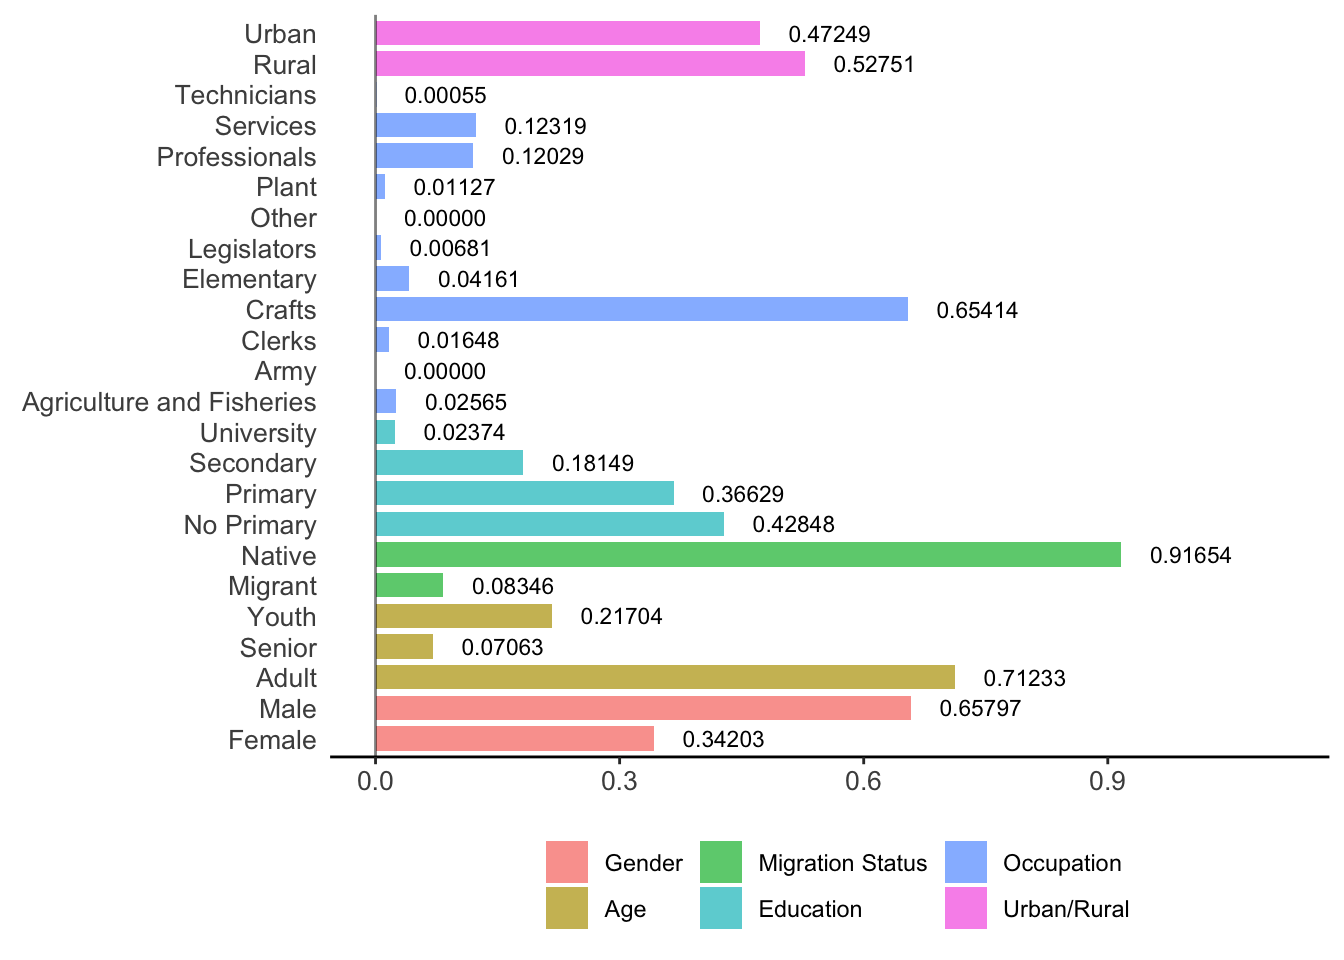 Urban 0.47249
Rural 0.52751
Technicians 0.00055
Services 0.12319
Professionals 0.12029
Plant 0.01127
Other 0.00000
Legislators 0.00681
Elementary 0.04161
Crafts 0.65414
Clerks 0.01648
Army 0.00000
Agriculture and Fisheries 0.02565
University 0.02374
Secondary 0.18149
Primary 0.36629
No Primary 0.42848
Native 0.91654
Migrant 0.08346
Youth 0.21704
Senior 0.07063
Adult 0.71233
Male 0.65797
Female 0.34203
0.0 0.3 0.6 0.9
Gender Migration Status Occupation
Age Education Urban/Rural